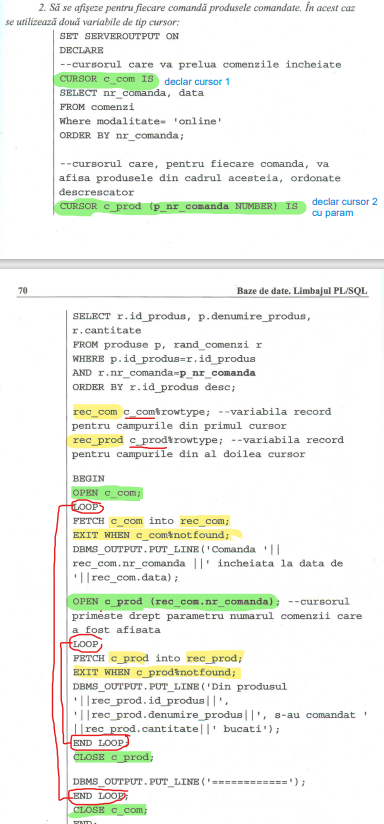 2. Să se afişeze pentru fiecare comandă produsele comandate. În acest caz
se utilizează două variabile de tip cursor:
SET SERVEROUTPUT ON
DECLARE
--cursorul care va prelua comenzile incheiate
CURSOR c_com IS declar cursor 1
SELECT nr_comanda, data
FROM comenzi
Where modalitate= 'online'
ORDER BY nr_comanda;
--cursorul care, pentru fiecare comanda, va
afisa produsele din cadrul acesteia, ordonate
descrescator
CURSOR c_prod (p_nr_comanda NUMBER) IS declar cursor 2
cu param
70 Baze de date. Limbajul PL/SQL
SELECT r.id_produs, p.denumire_produs,
r.cantitate
FROM produse p, rand_comenzi r
WHERE p.id_produs=r.id_produs
AND r.nr_comanda=p_nr_comanda
ORDER BY r.id_produs desc;
rec_com c_com%rowtype; --variabila record
pentru campurile din primul cursor
rec_prod c_prod%rowtype; --variabila record
pentru campurile din al doilea cursor
BEGIN
OPEN c_com;
LOOP
FETCH c_com into rec_com;
EXIT WHEN c_com%notfound;
DBMS_OUTPUT.PUT_LINE('Comanda '||
rec_com.nr_comanda ||' incheiata la data de
'||rec_com.data);
OPEN c_prod (rec_com.nr_comanda); --cursorul
primeste drept parametru numarul comenzii care
a fost afisata
LOOP
FETCH c_prod into rec_prod;
EXIT WHEN c_prod%notfound;
DBMS_OUTPUT.PUT_LINE('Din produsul
'||rec_prod.id_produs||',
'||rec_prod.denumire_produs||', s-au comandat '
||rec_prod.cantitate||' bucati');
END LOOP;
CLOSE c_prod;
DBMS_OUTPUT.PUT_LINE('============');
END LOOP;
CLOSE c_com;
END;